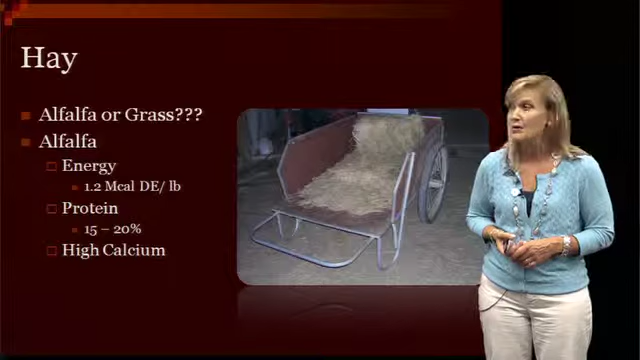 Hay
Alfalfa or Grass???
Alfalfa
Energy
1.2 Mcal DE/ lb
Protein
15 – 20%
High Calcium